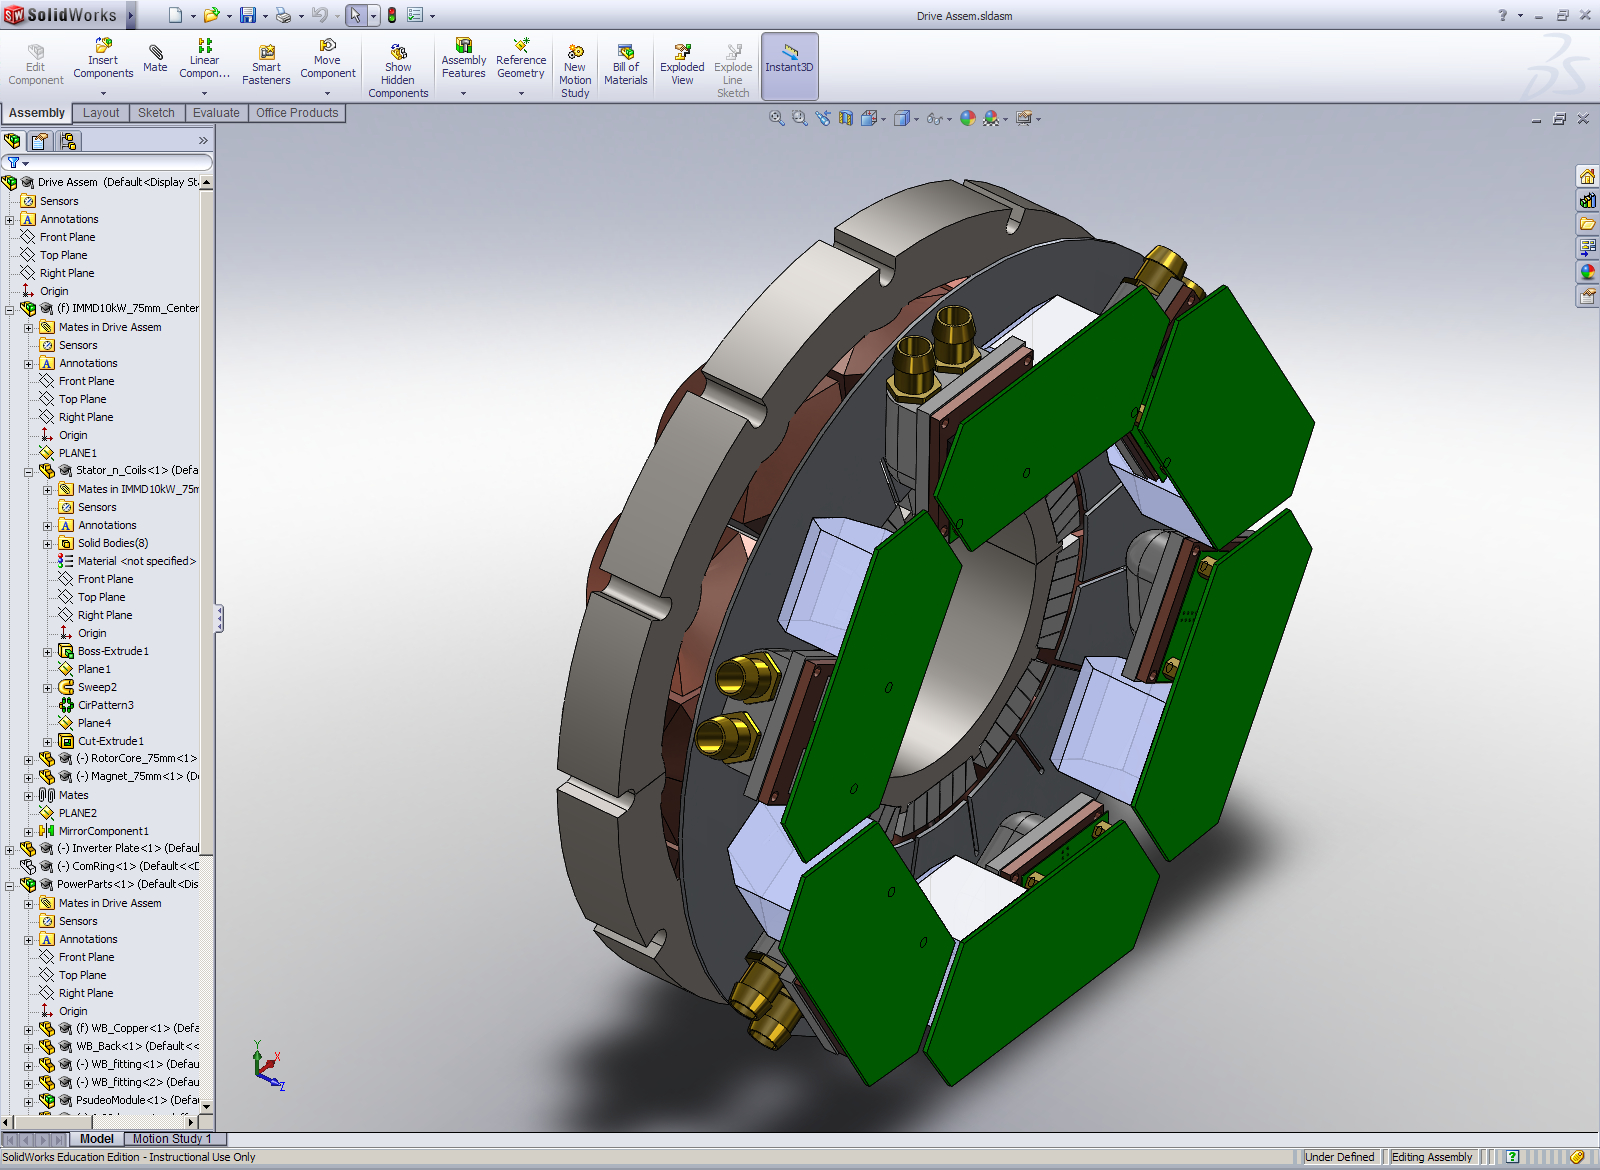 SolidWorks
Drive Assem.sldasm
Edit Component
Insert Components
Mate
Linear Compon...
Smart Fasteners
Move Component
Show Hidden Components
Assembly Features
Reference Geometry
New Motion Study
Bill of Materials
Exploded View
Explode Line Sketch
Instant3D
Assembly
Layout
Sketch
Evaluate
Office Products
Drive Assem (Default<Display St
Sensors
Annotations
Front Plane
Top Plane
Right Plane
Origin
(f) IMMD10kW_75mm_Center
Mates in Drive Assem
Sensors
Annotations
Front Plane
Top Plane
Right Plane
Origin
PLANE1
Stator_n_Coils<1> (Defa
Mates in IMMD10kW_75m
Sensors
Annotations
Solid Bodies(8)
Material <not specified>
Front Plane
Top Plane
Right Plane
Origin
Boss-Extrude1
Plane1
Sweep2
CirPattern3
Plane4
Cut-Extrude1
(-) RotorCore_75mm<1>
(-) Magnet_75mm<1> (D
Mates
PLANE2
MirrorComponent1
(-) Inverter Plate<1> (Defaul
(-) ComRing<1> (Default<<D
PowerParts<1> (Default<Dis
Mates in Drive Assem
Sensors
Annotations
Front Plane
Top Plane
Right Plane
Origin
(f) WB_Copper<1> (Defa
WB_Back<1> (Default<<
(-) WB_fitting<1> (Defau
(-) WB_fitting<2> (Defau
PsudeoModule<1> (Defa
Y
X
Z
Model
Motion Study 1
SolidWorks Education Edition - Instructional Use Only
Under Defined
Editing Assembly